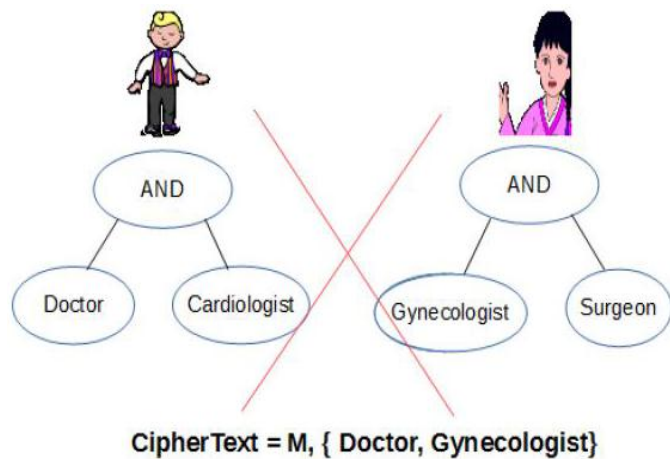 AND
AND
Doctor
Cardiologist
Gynecologist
Surgeon
CipherText = M, { Doctor, Gynecologist}